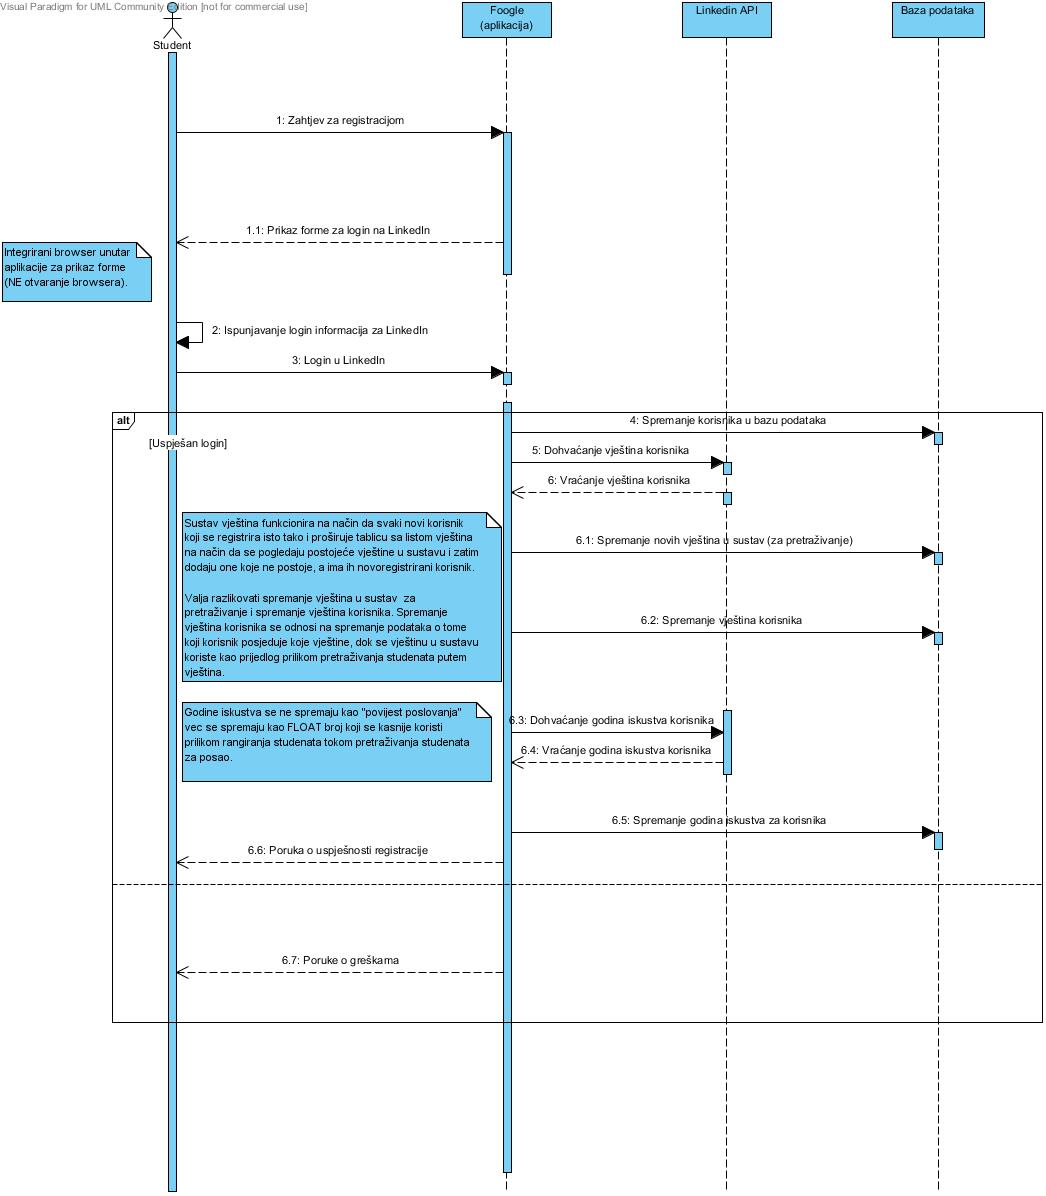 Visual Paradigm for UML Community Edition [not for commercial use]
Student
Foogle
(aplikacija)
Linkedin API
Baza podataka
1: Zahtjev za registracijom
1.1: Prikaz forme za login na LinkedIn
Integrirani browser unutar
aplikacije za prikaz forme
(NE otvaranje browsera).
2: Ispunjavanje login informacija za LinkedIn
3: Login u LinkedIn
alt
[Uspješan login]
4: Spremanje korisnika u bazu podataka
5: Dohvaćanje vještina korisnika
6: Vraćanje vještina korisnika
Sustav vještina funkcionira na način da svaki novi korisnik
koji se registrira isto tako i proširuje tablicu sa listom vještina
na način da se pogledaju postojeće vještine u sustavu i zatim
dodaju one koje ne postoje, a ima ih novoregistrirani korisnik.
Valja razlikovati spremanje vještina u sustav za
pretraživanje i spremanje vještina korisnika. Spremanje
vještina korisnika se odnosi na spremanje podataka o tome
koji korisnik posjeduje koje vještine, dok se vještinu u sustavu
koriste kao prijedlog prilikom pretraživanja studenata putem
vještina.
6.1: Spremanje novih vještina u sustav (za pretraživanje)
6.2: Spremanje vještina korisnika
Godine iskustva se ne spremaju kao "povijest poslovanja"
vec se spremaju kao FLOAT broj koji se kasnije koristi
prilikom rangiranja studenata tokom pretraživanja studenata
za posao.
6.3: Dohvaćanje godina iskustva korisnika
6.4: Vraćanje godina iskustva korisnika
6.5: Spremanje godina iskustva za korisnika
6.6: Poruka o uspješnosti registracije
6.7: Poruke o greškama